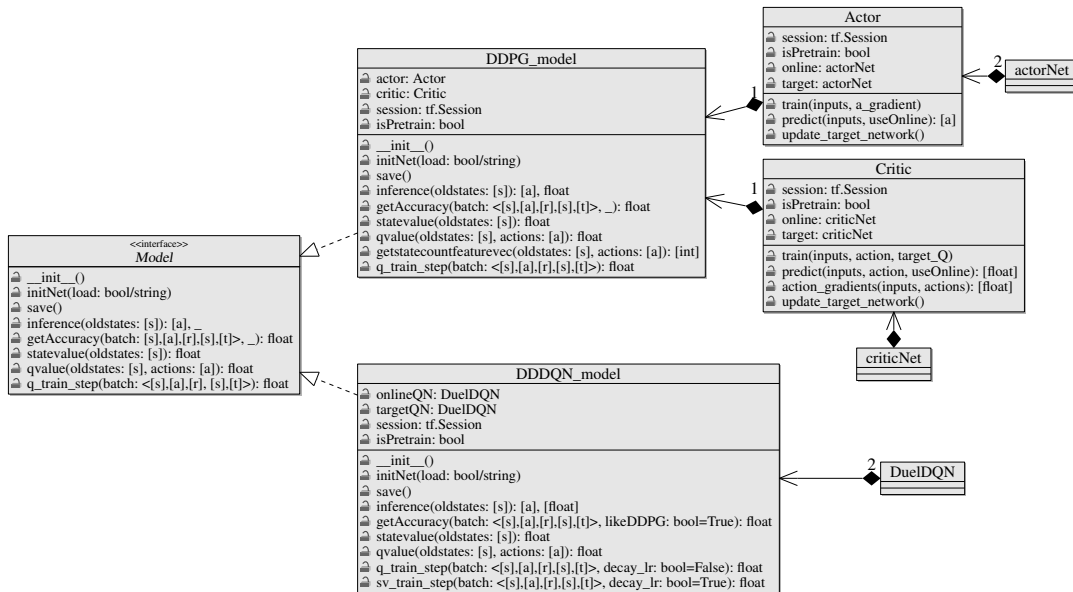 <<interface>>
Model
__init__()
initNet(load: bool/string)
save()
inference(oldstates: [s]): [a], _
getAccuracy(batch: [s],[a],[r],[s],[t]>, _): float
statevalue(oldstates: [s]): float
qvalue(oldstates: [s], actions: [a]): float
q_train_step(batch: <[s],[a],[r], [s],[t]>): float
DDPG_model
actor: Actor
critic: Critic
session: tf.Session
isPretrain: bool
__init__()
initNet(load: bool/string)
save()
inference(oldstates: [s]): [a], float
getAccuracy(batch: <[s],[a],[r],[s],[t]>, _): float
statevalue(oldstates: [s]): float
qvalue(oldstates: [s], actions: [a]): float
getstatecountfeaturevec(oldstates: [s], actions: [a]): [int]
q_train_step(batch: <[s],[a],[r],[s],[t]>): float
1
Actor
session: tf.Session
isPretrain: bool
online: actorNet
target: actorNet
train(inputs, a_gradient)
predict(inputs, useOnline): [a]
update_target_network()
2
actorNet
1
Critic
session: tf.Session
isPretrain: bool
online: criticNet
target: criticNet
train(inputs, action, target_Q)
predict(inputs, action, useOnline): [float]
action_gradients(inputs, actions): [float]
update_target_network()
2
criticNet
DDDQN_model
onlineQN: DuelDQN
targetQN: DuelDQN
session: tf.Session
isPretrain: bool
__init__()
initNet(load: bool/string)
save()
inference(oldstates: [s]): [a], [float]
getAccuracy(batch: <[s],[a],[r],[s],[t]>, likeDDPG: bool=True): float
statevalue(oldstates: [s]): float
qvalue(oldstates: [s], actions: [a]): float
q_train_step(batch: <[s],[a],[r],[s],[t]>, decay_lr: bool=False): float
sv_train_step(batch: <[s],[a],[r],[s],[t]>, decay_lr: bool=True): float
2
DuelDQN